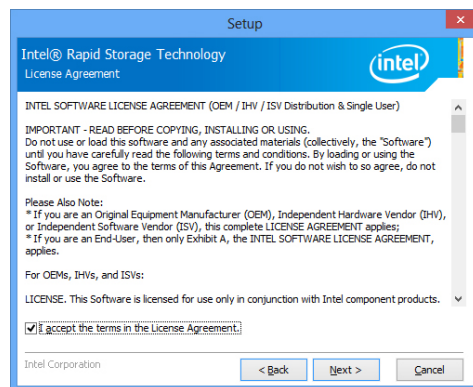 Setup
Intel® Rapid Storage Technology
License Agreement
intel
INTEL SOFTWARE LICENSE AGREEMENT (OEM / IHV / ISV Distribution & Single User)
IMPORTANT - READ BEFORE COPYING, INSTALLING OR USING.
Do not use or load this software and any associated materials (collectively, the "Software")
until you have carefully read the following terms and conditions. By loading or using the
Software, you agree to the terms of this Agreement. If you do not wish to so agree, do not
install or use the Software.
Please Also Note:
* If you are an Original Equipment Manufacturer (OEM), Independent Hardware Vendor (IHV),
or Independent Software Vendor (ISV), this complete LICENSE AGREEMENT applies;
* If you are an End-User, then only Exhibit A, the INTEL SOFTWARE LICENSE AGREEMENT,
applies.
For OEMs, IHVs, and ISVs:
LICENSE. This Software is licensed for use only in conjunction with Intel component products.
I accept the terms in the License Agreement.
Intel Corporation
< Back
Next >
Cancel